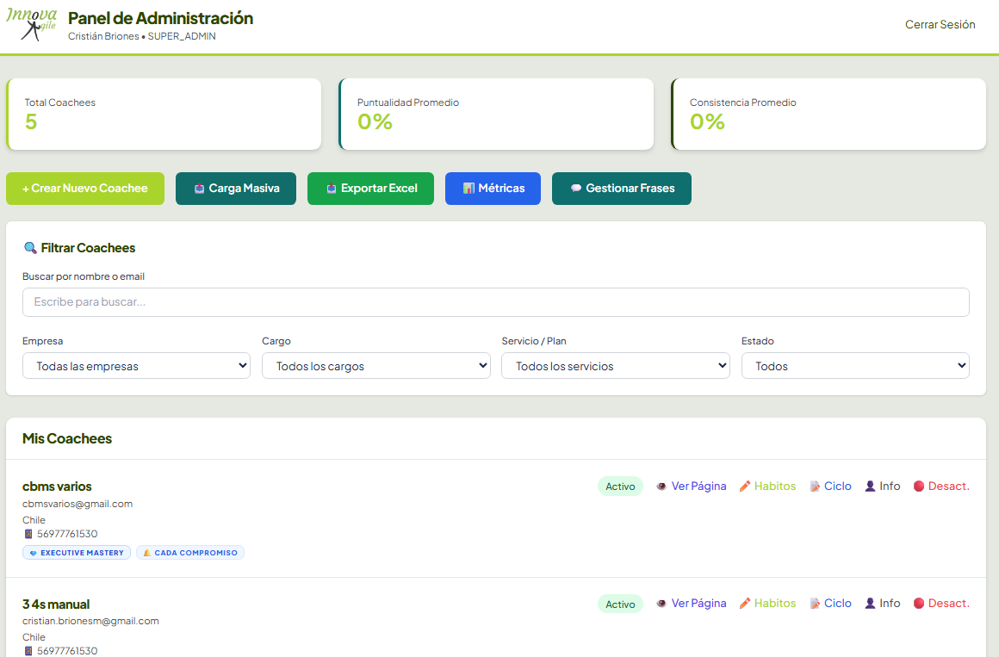 Innova
gile
Panel de Administración
Cristián Briones • SUPER_ADMIN
Cerrar Sesión
Total Coachees
5
Puntualidad Promedio
0%
Consistencia Promedio
0%
+ Crear Nuevo Coachee
Carga Masiva
Exportar Excel
Métricas
Gestionar Frases
Filtrar Coachees
Buscar por nombre o email
Escribe para buscar...
Empresa
Cargo
Servicio / Plan
Estado
Todas las empresas
Todos los cargos
Todos los servicios
Todos
Mis Coachees
cbms varios
Activo
Ver Página
Habitos
Ciclo
Info
Desact.
cbmsvarios@gmail.com
Chile
56977761530
EXECUTIVE MASTERY
CADA COMPROMISO
3 4s manual
Activo
Ver Página
Habitos
Ciclo
Info
Desact.
cristian.brionesm@gmail.com
Chile
56977761530